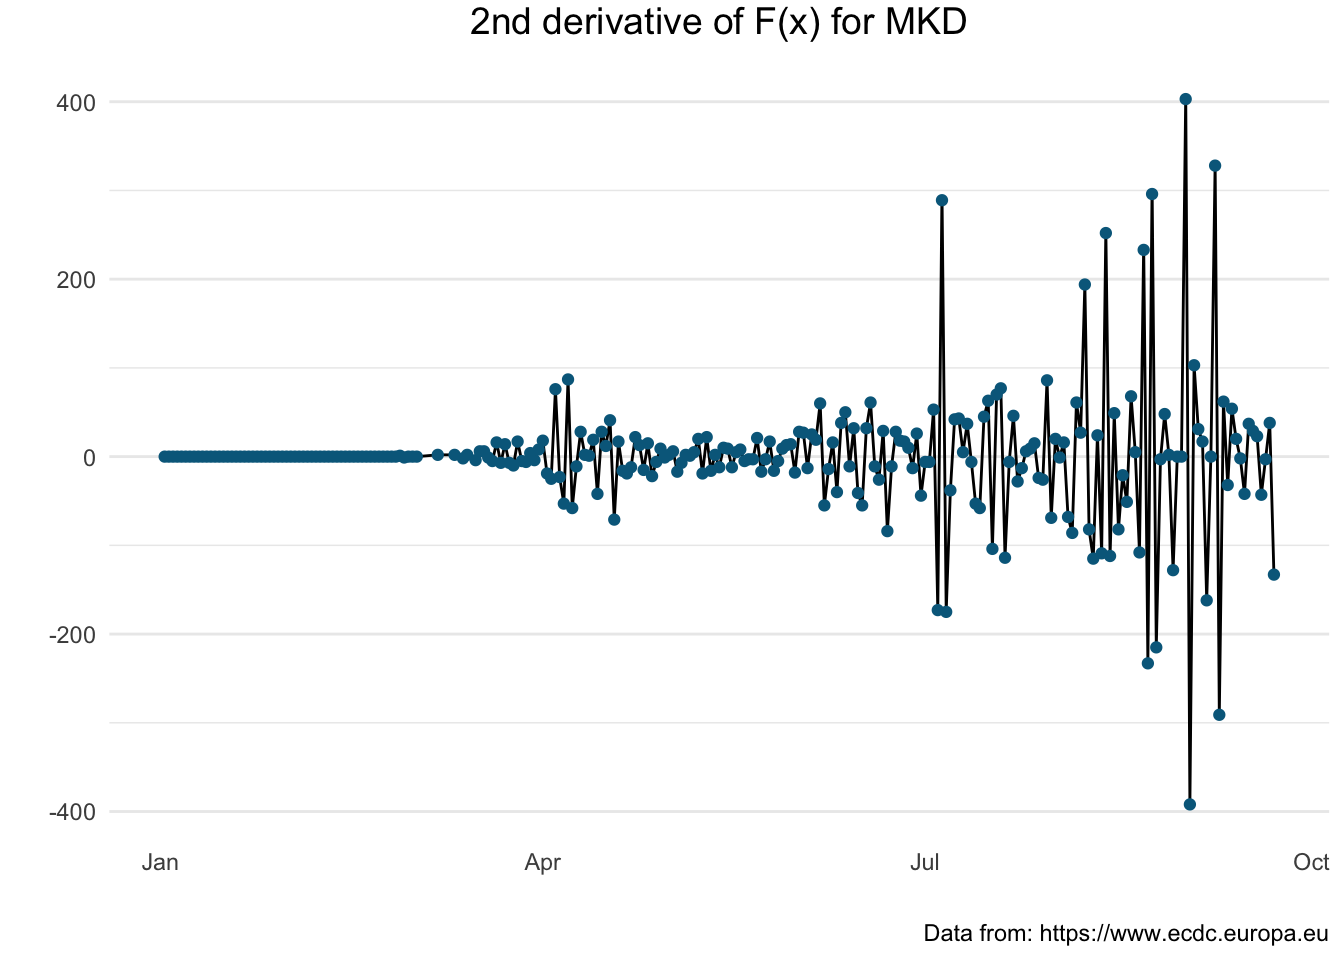 2nd derivative of F(x) for MKD
400
200
0
-200
-400
Jan Apr Jul Oct
Data from: https://www.ecdc.europa.eu